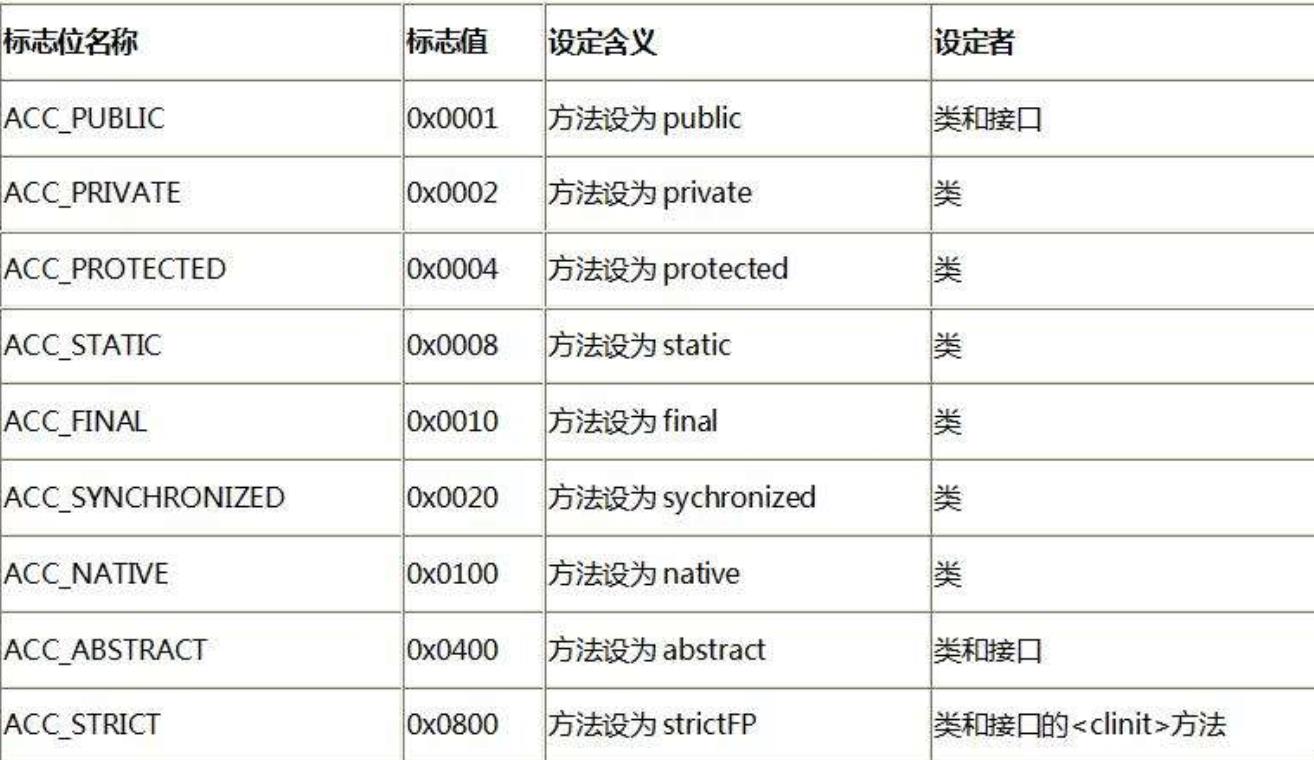 标志位名称 标志值 设定含义 设定者
ACC_PUBLIC 0x0001 方法设为 public 类和接口
ACC_PRIVATE 0x0002 方法设为 private 类
ACC_PROTECTED 0x0004 方法设为 protected 类
ACC_STATIC 0x0008 方法设为 static 类
ACC_FINAL 0x0010 方法设为 final 类
ACC_SYNCHRONIZED 0x0020 方法设为 sychronized 类
ACC_NATIVE 0x0100 方法设为 native 类
ACC_ABSTRACT 0x0400 方法设为 abstract 类和接口
ACC_STRICT 0x0800 方法设为 strictFP 类和接口的<clinit>方法